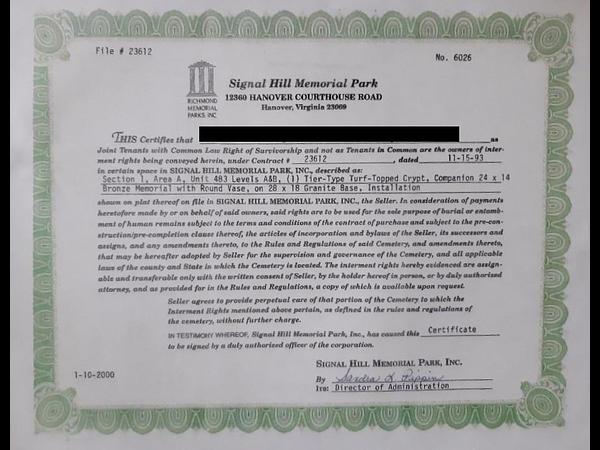 File # 23612
No. 6026
RICHMOND
MEMORIAL
PARKS, INC.
Signal Hill Memorial Park
12360 HANOVER COURTHOUSE ROAD
Hanover, Virginia 23069
THIS Certifies that as
Joint Tenants with Common Law Right of Survivorship and not as Tenants in Common are the owners of inter-
ment rights being conveyed herein, under Contract # 23612 , dated 11-15-93
in certain space in SIGNAL HILL MEMORIAL PARK, INC., described as:
Section 1, Area A, Unit 4B3 Levels A&B, (1) Tier-Type Turf-Topped Crypt, Companion 24 x 14
Bronze Memorial with Round Vase, on 28 x 18 Granite Base, Installation
shown on plat thereof on file in SIGNAL HILL MEMORIAL PARK, INC., the Seller. In consideration of payments
heretofore made by or on behalf of said owners, said rights are to be used for the sole purpose of burial or entomb-
ment of human remains subject to the terms and conditions of the contract of purchase and subject to the pre-con-
struction/pre-completion clause thereof, the articles of incorporation and bylaws of the Seller, its successors and
assigns, and any amendments thereto, to the Rules and Regulations of said Cemetery, and amendments thereto,
that may be hereafter adopted by Seller for the supervision and governance of the Cemetery, and all applicable
laws of the county and State in which the Cemetery is located. The interment rights hereby evidenced are assign-
able and transferable only with the written consent of Seller, by the holder hereof in person, or by duly authorized
attorney, and as provided for in the Rules and Regulations, a copy of which is available upon request.
Seller agrees to provide perpetual care of that portion of the Cemetery to which the
Interment Rights mentioned above pertain, as defined in the rules and regulations of
the cemetery, without further charge.
IN TESTIMONY WHEREOF, Signal Hill Memorial Park, Inc., has caused this Certificate
to be signed by a duly authorized officer of the corporation.
SIGNAL HILL MEMORIAL PARK, INC.
1-10-2000
By Sandra L. Pippin
Its: Director of Administration